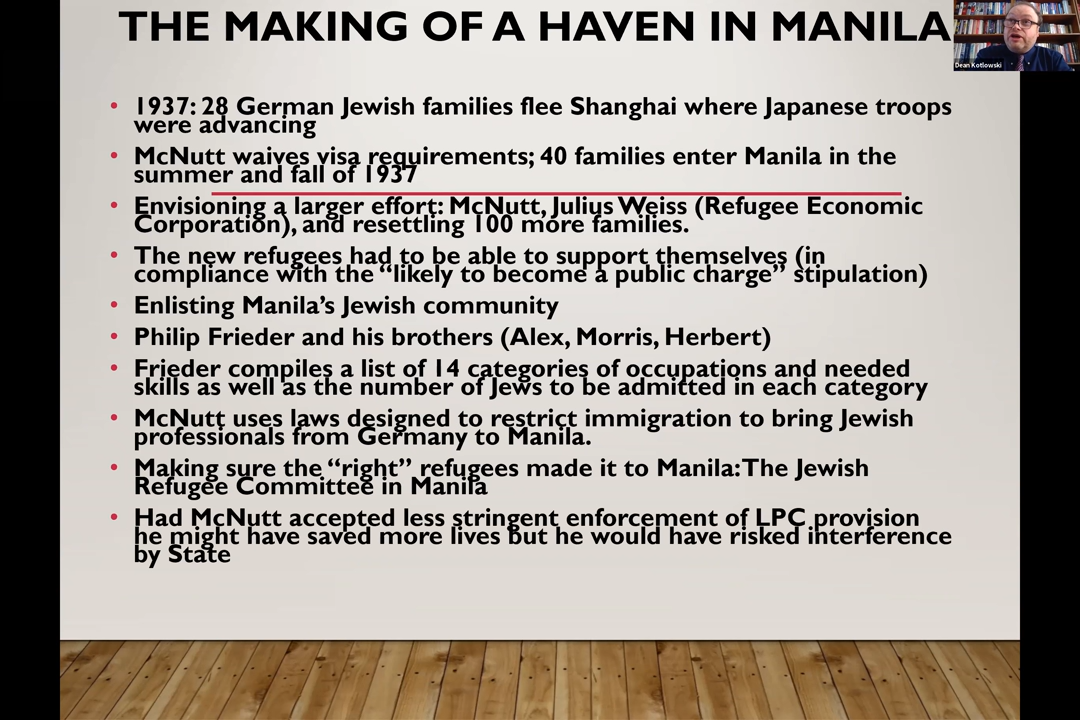 THE MAKING OF A HAVEN IN MANILA
Dean Kotlowski
• 1937: 28 German Jewish families flee Shanghai where Japanese troops
were advancing
• McNutt waives visa requirements; 40 families enter Manila in the
summer and fall of 1937
• Envisioning a larger effort: McNutt, Julius Weiss (Refugee Economic
Corporation), and resettling 100 more families.
• The new refugees had to be able to support themselves (in
compliance with the “likely to become a public charge” stipulation)
• Enlisting Manila’s Jewish community
• Philip Frieder and his brothers (Alex, Morris, Herbert)
• Frieder compiles a list of 14 categories of occupations and needed
skills as well as the number of Jews to be admitted in each category
• McNutt uses laws designed to restrict immigration to bring Jewish
professionals from Germany to Manila.
• Making sure the “right” refugees made it to Manila: The Jewish
Refugee Committee in Manila
• Had McNutt accepted less stringent enforcement of LPC provision
he might have saved more lives but he would have risked interference
by State